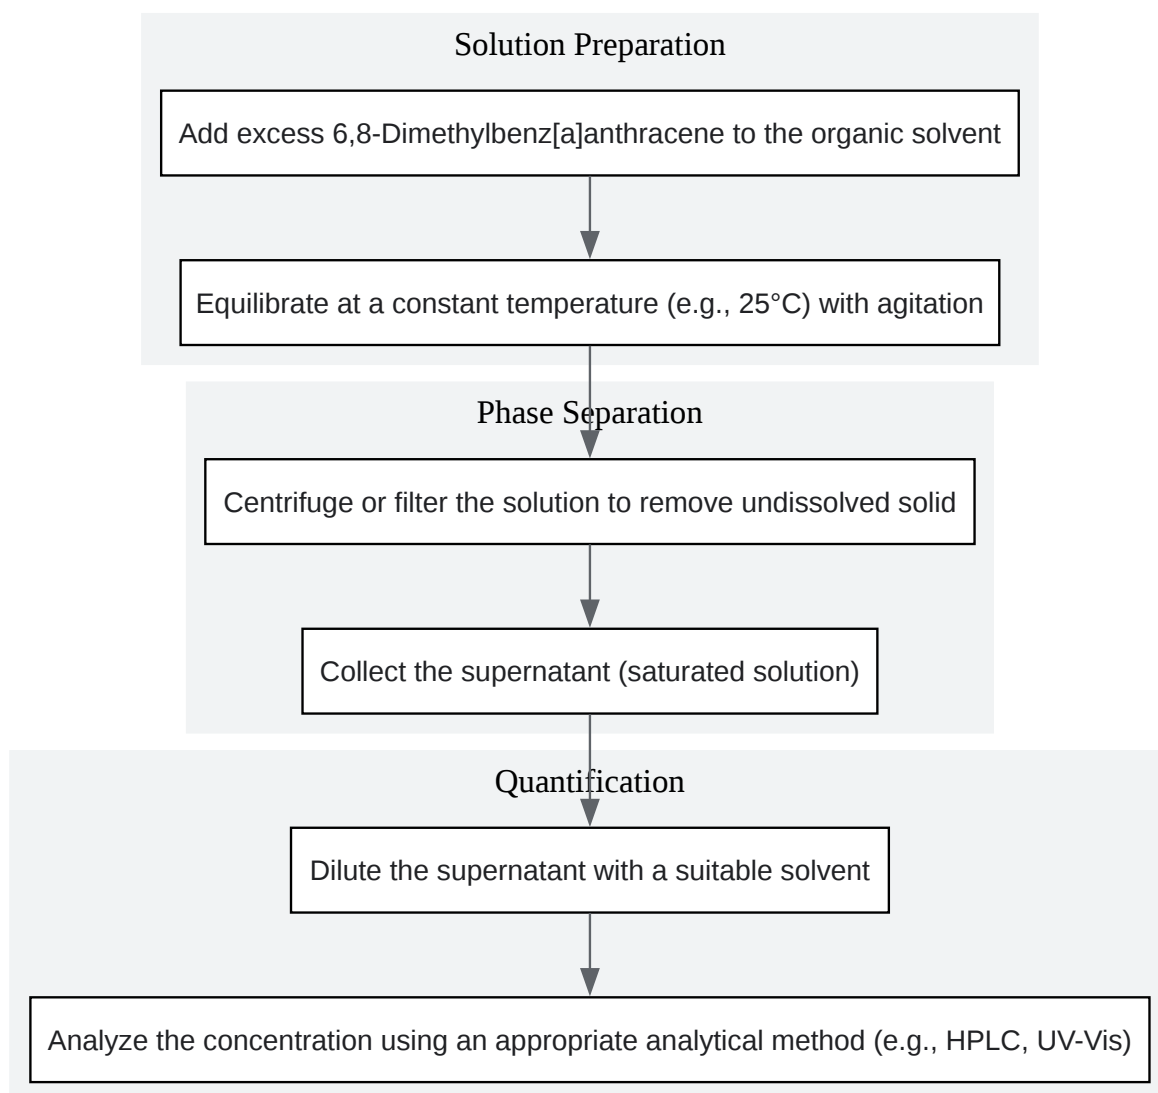 Solution Preparation
Add excess 6,8-Dimethylbenz[a]anthracene to the organic solvent
Equilibrate at a constant temperature (e.g., 25°C) with agitation
Phase Separation
Centrifuge or filter the solution to remove undissolved solid
Collect the supernatant (saturated solution)
Quantification
Dilute the supernatant with a suitable solvent
Analyze the concentration using an appropriate analytical method (e.g., HPLC, UV-Vis)